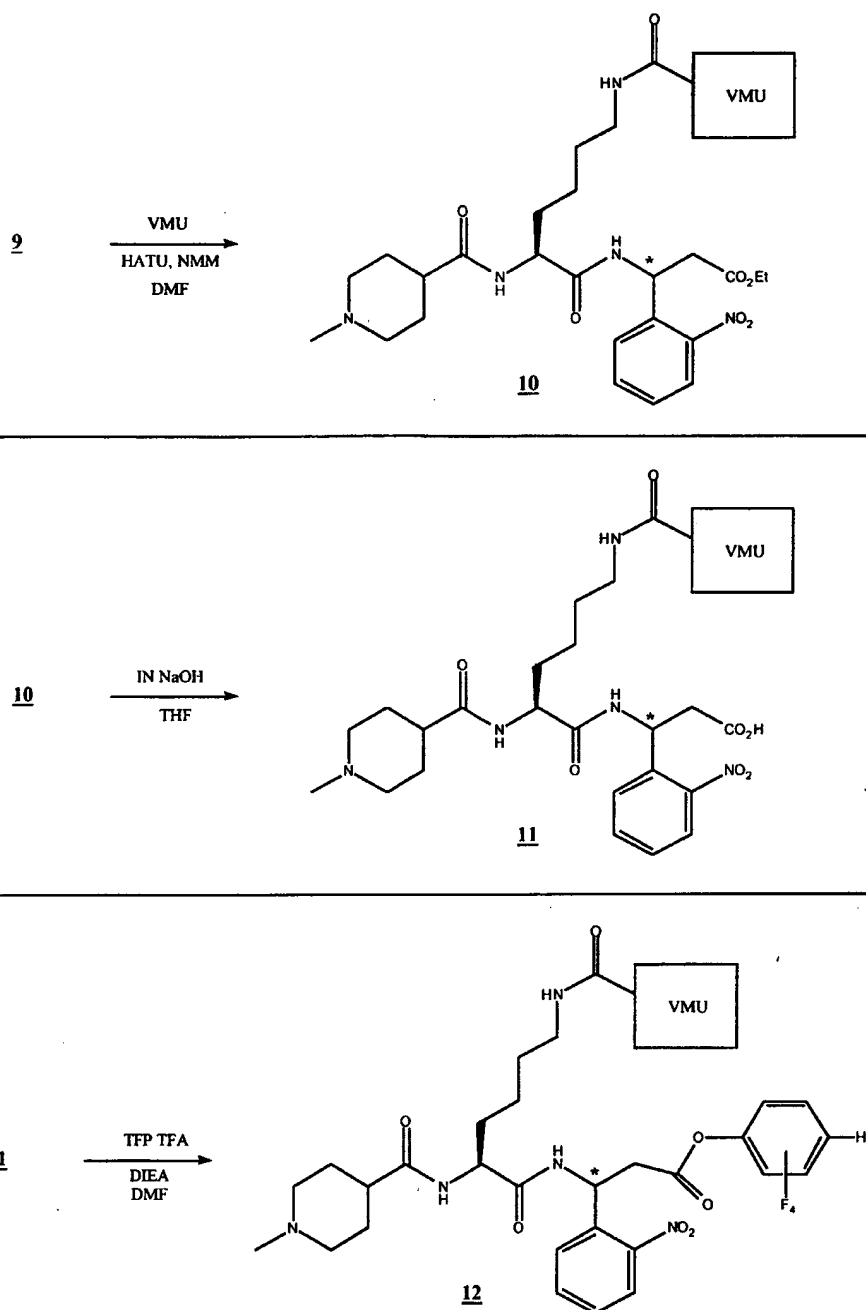 O
HN
VMU
9
VMU
HATU, NMM
DMF
O
N
H
O
H
N
*
CO₂Et
NO₂
N
10
O
HN
VMU
10
IN NaOH
THF
O
N
H
O
H
N
*
CO₂H
NO₂
N
11
O
HN
VMU
1
TFP TFA
DIEA
DMF
O
N
H
O
H
N
*
O
O
H
F₄
NO₂
N
12